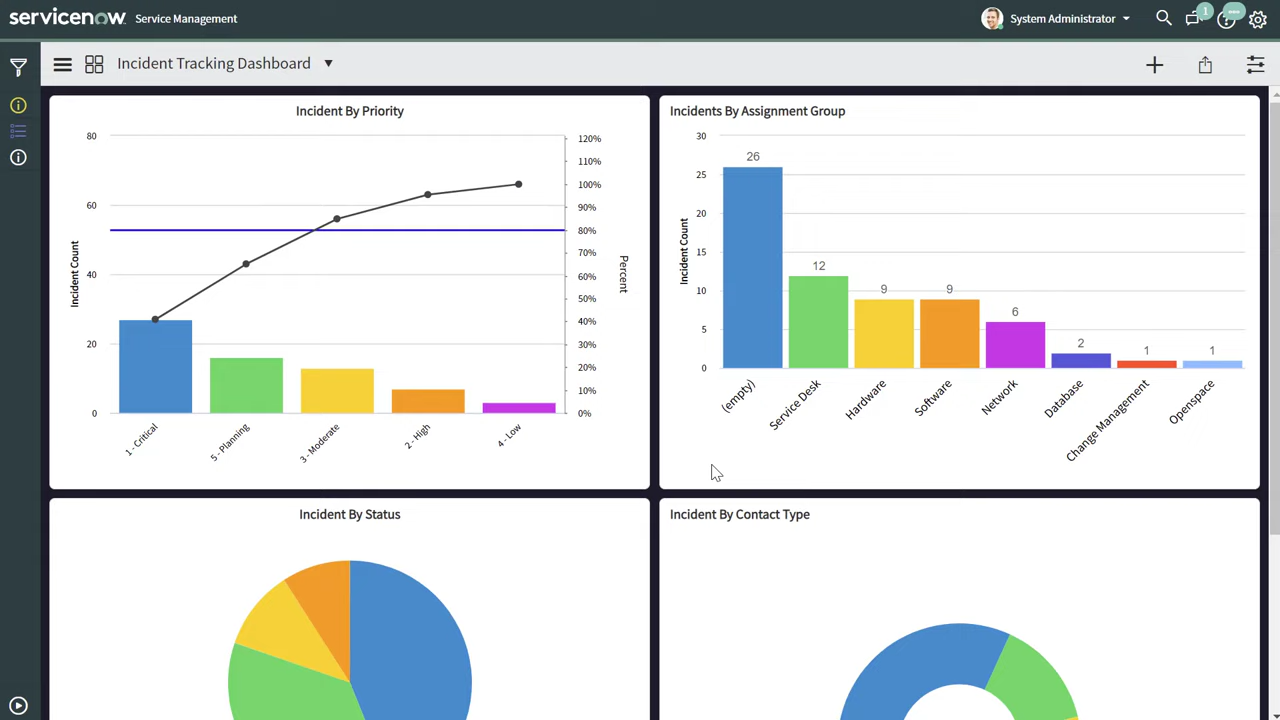 servicenow Service Management
System Administrator
1
Incident Tracking Dashboard
Incident By Priority
80
60
40
20
0
Incident Count
120%
110%
100%
90%
80%
70%
60%
50%
40%
30%
20%
10%
0%
Percent
1 - Critical
5 - Planning
3 - Moderate
2 - High
4 - Low
Incidents By Assignment Group
30
25
20
15
10
5
0
Incident Count
26
12
9
9
6
2
1
1
(empty)
Service Desk
Hardware
Software
Network
Database
Change Management
Openspace
Incident By Status
Incident By Contact Type